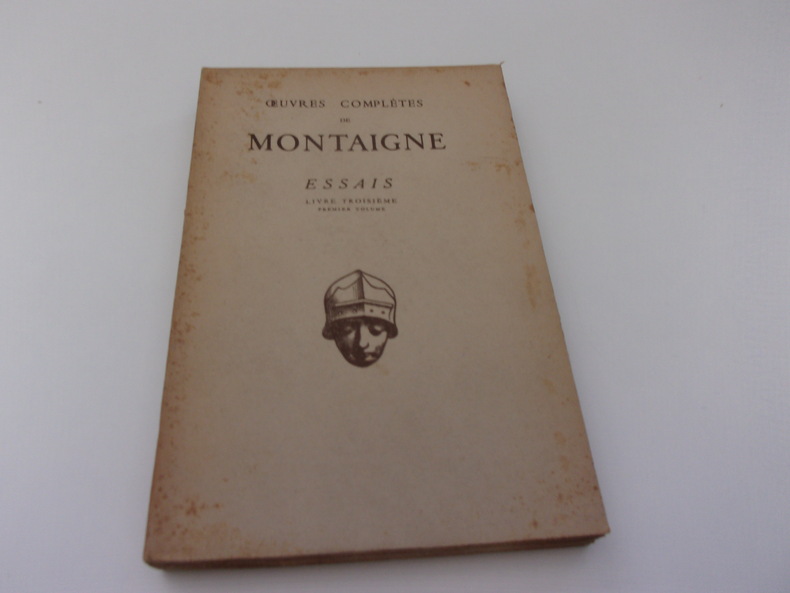 ŒUVRES COMPLÈTES
DE
MONTAIGNE
ESSAIS
LIVRE TROISIÈME
PREMIER VOLUME